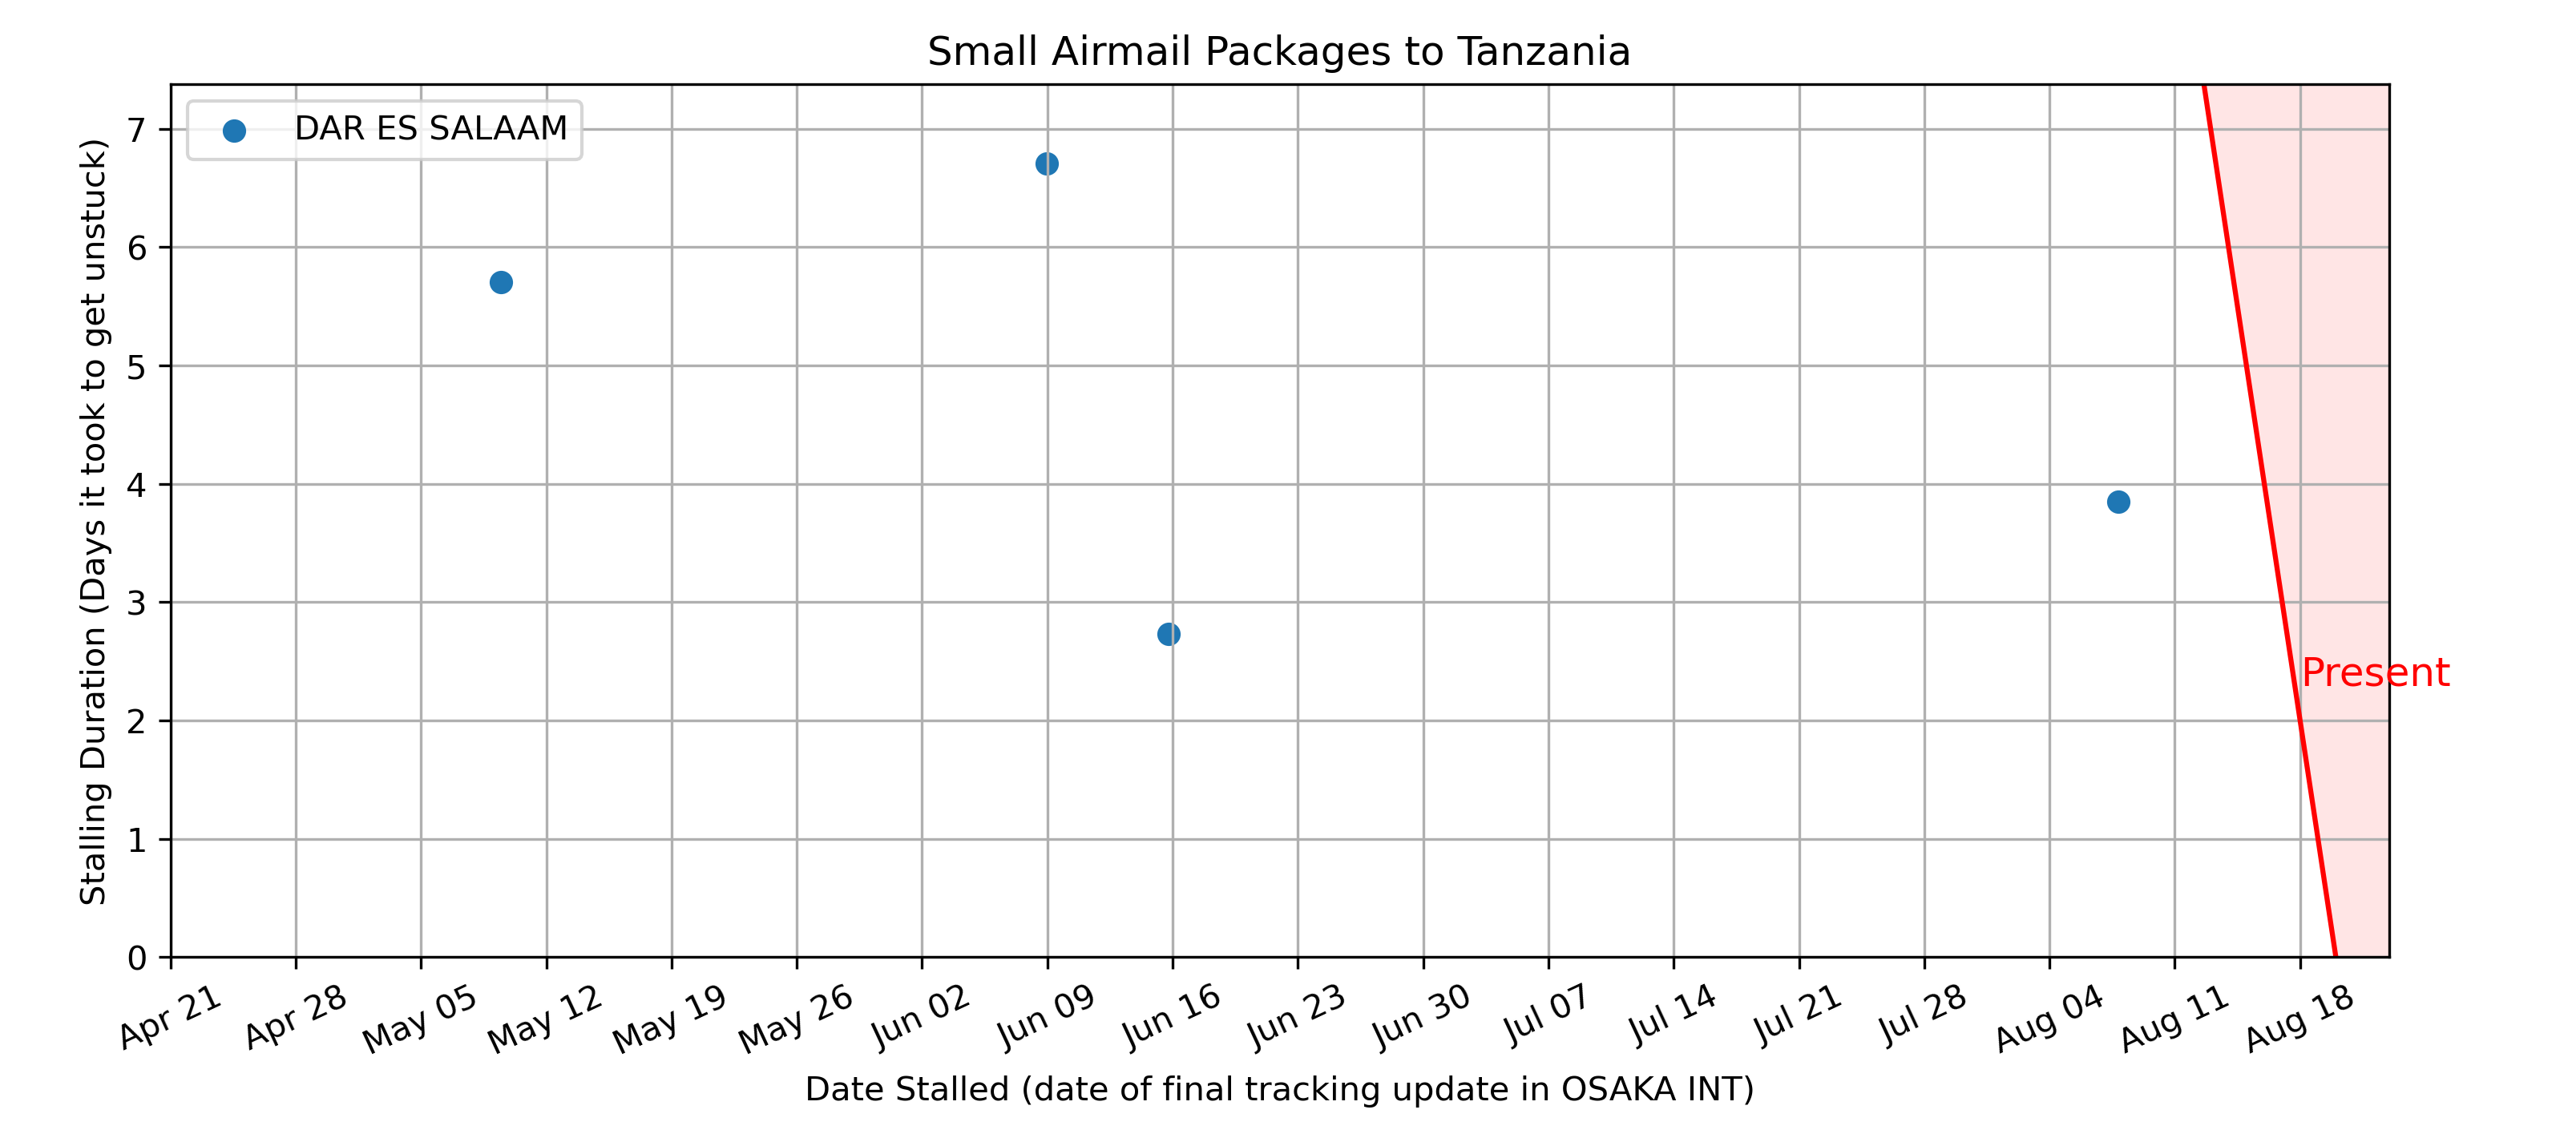 Small Airmail Packages to Tanzania
DAR ES SALAAM
7
6
5
4
3
2
1
0
Stalling Duration (Days it took to get unstuck)
Present
Apr 21
Apr 28
May 05
May 12
May 19
May 26
Jun 02
Jun 09
Jun 16
Jun 23
Jun 30
Jul 07
Jul 14
Jul 21
Jul 28
Aug 04
Aug 11
Aug 18
Date Stalled (date of final tracking update in OSAKA INT)